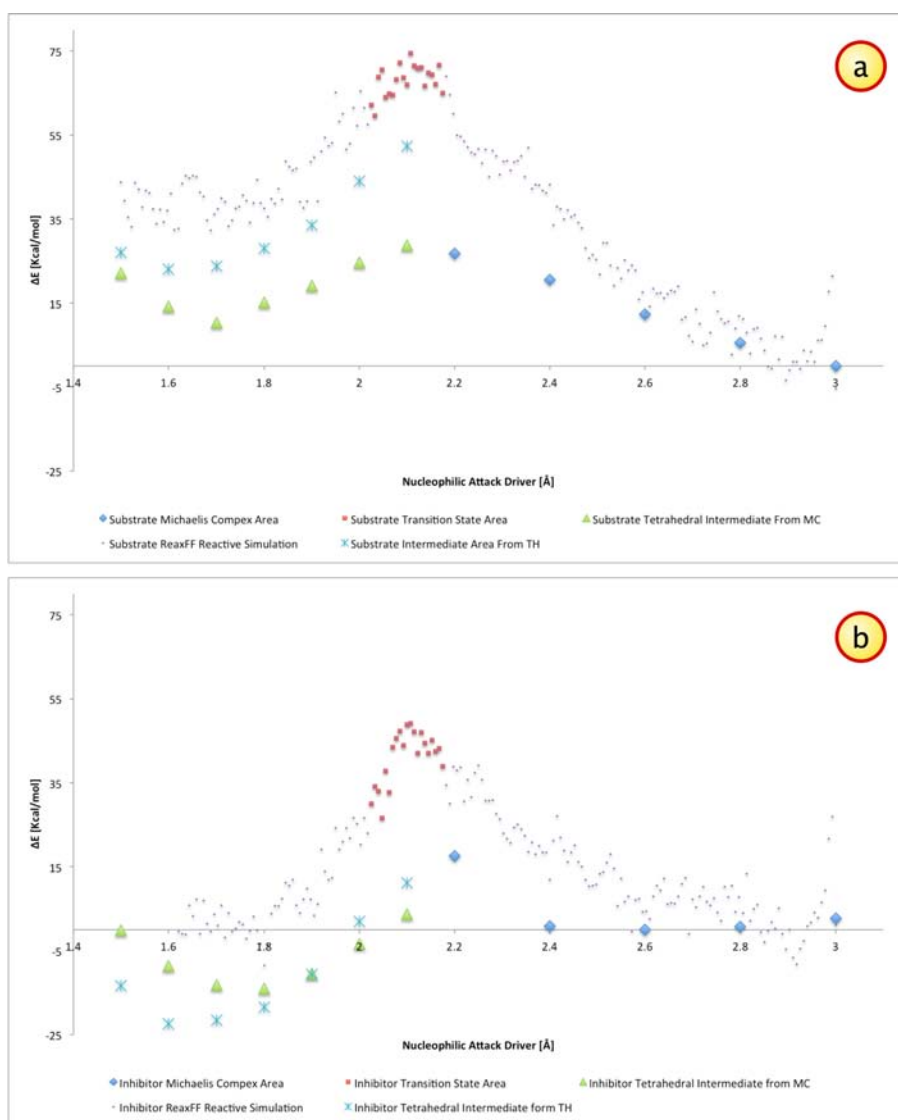 a
75
55
35
15
-5
-25
ΔE [Kcal/mol]
1.4 1.6 1.8 2 2.2 2.4 2.6 2.8 3
Nucleophilic Attack Driver [Å]
Substrate Michaelis Compex Area Substrate Transition State Area Substrate Tetrahedral Intermediate From MC
Substrate ReaxFF Reactive Simulation Substrate Intermediate Area From TH
b
75
55
35
15
-5
-25
ΔE [Kcal/mol]
1.4 1.6 1.8 2 2.2 2.4 2.6 2.8 3
Nucleophilic Attack Driver [Å]
Inhibitor Michaelis Compex Area Inhibitor Transition State Area Inhibitor Tetrahedral Intermediate from MC
Inhibitor ReaxFF Reactive Simulation Inhibitor Tetrahedral Intermediate form TH